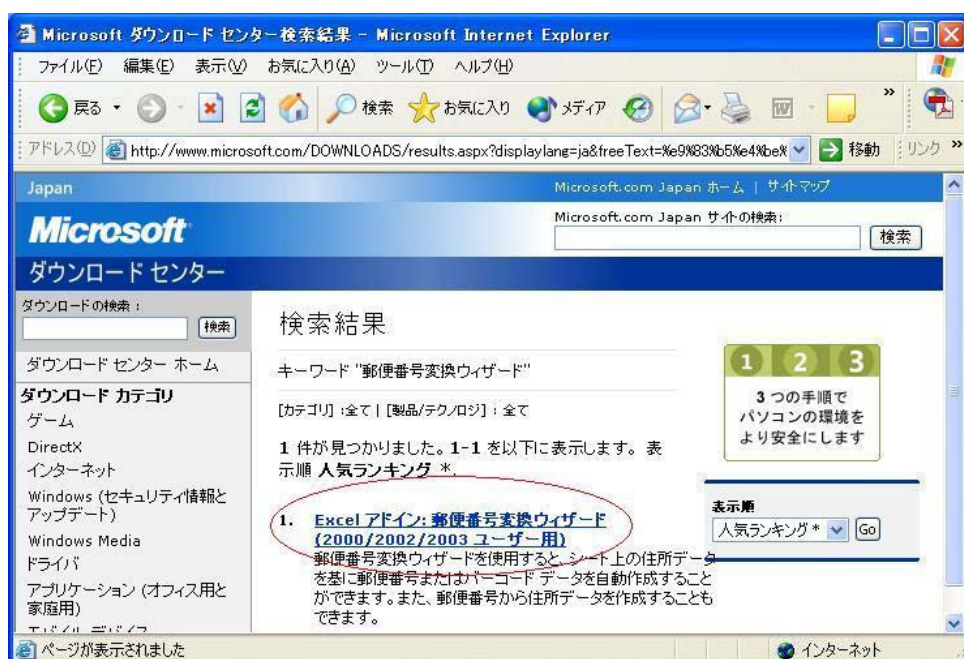 Microsoft ダウンロード センター検索結果 - Microsoft Internet Explorer
ファイル(F) 編集(E) 表示(V) お気に入り(A) ツール(T) ヘルプ(H)
戻る 検索 お気に入り メディア »
アドレス(D) http://www.microsoft.com/DOWNLOADS/results.aspx?displaylang=ja&freeText=%e9%83%b5%e4%be% 移動 リンク »
Japan Microsoft.com Japan ホーム | サイトマップ
Microsoft.com Japan サイトの検索:
Microsoft
検索
ダウンロード センター
ダウンロードの検索:
検索
ダウンロード センター ホーム
ダウンロード カテゴリ
ゲーム
DirectX
インターネット
Windows (セキュリティ情報と
アップデート)
Windows Media
ドライバ
アプリケーション (オフィス用と
家庭用)
モバイル デバイス
検索結果
キーワード "郵便番号変換ウィザード"
[カテゴリ] :全て | [製品/テクノロジ] : 全て
1 件が見つかりました。1-1 を以下に表示します。 表
示順 人気ランキング *.
1. Excel アドイン: 郵便番号変換ウィザード
(2000/2002/2003 ユーザー用)
郵便番号変換ウィザードを使用すると、シート上の住所データ
を基に郵便番号またはバーコード データを自動作成すること
ができます。また、郵便番号から住所データを作成することも
できます。
1 2 3
3 つの手順で
パソコンの環境を
より安全にします
表示順
人気ランキング * Go
ページが表示されました インターネット